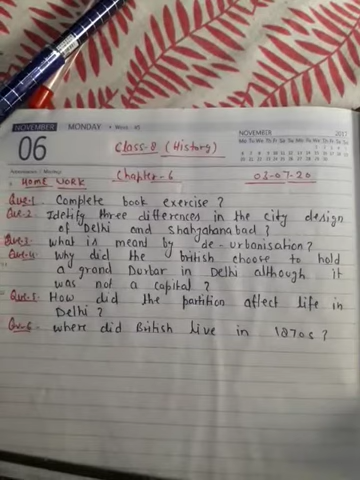 NOVEMBER
06
MONDAY
NOVEMBER 2017
Class-8 (History)
Chapter-6
03-07-20
HOME WORK
Que-1. Complete book exercise ?
Que-2. Idetify three differences in the city design
of Delhi and Shahjahanabad ?
Que-3. what is meant by de-urbanisation ?
Que-4. why did the british choose to hold
a grand Durbar in Delhi although it
was not a capital ?
Que-5. How did the partition affect life in
Delhi ?
Que-6. where did British live in 1870s ?